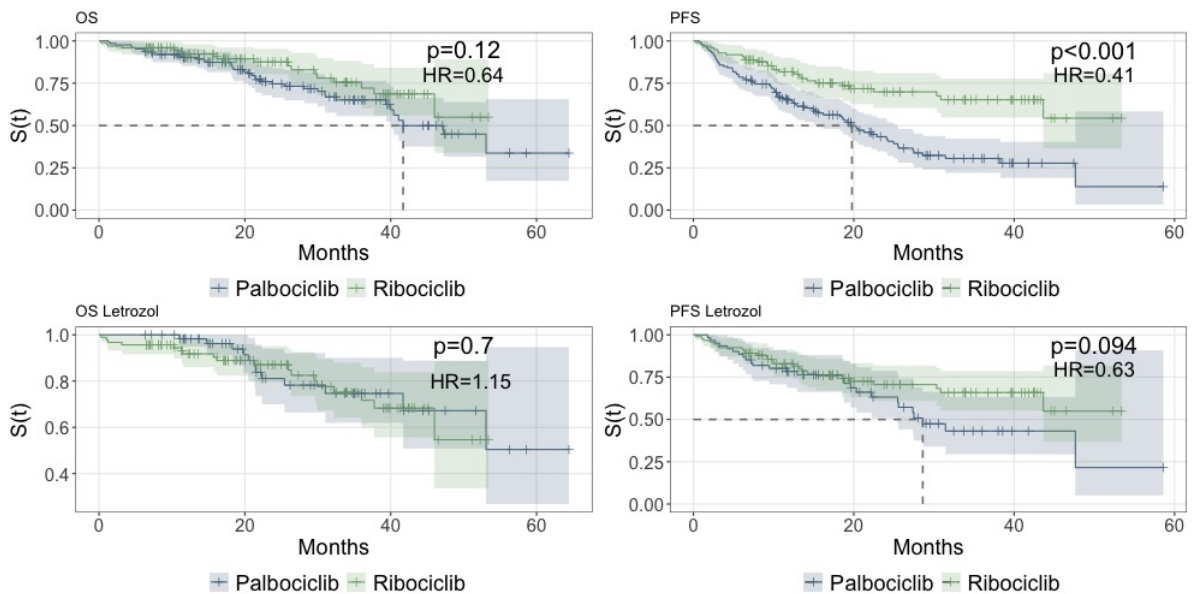 OS
1.00
0.75
0.50
0.25
0.00
S(t)
p=0.12
HR=0.64
0 20 40 60
Months
Palbociclib Ribociclib
PFS
1.00
0.75
0.50
0.25
0.00
S(t)
p<0.001
HR=0.41
0 20 40 60
Months
Palbociclib Ribociclib
OS Letrozol
1.0
0.8
0.6
0.4
S(t)
p=0.7
HR=1.15
0 20 40 60
Months
Palbociclib Ribociclib
PFS Letrozol
1.00
0.75
0.50
0.25
0.00
S(t)
p=0.094
HR=0.63
0 20 40 60
Months
Palbociclib Ribociclib